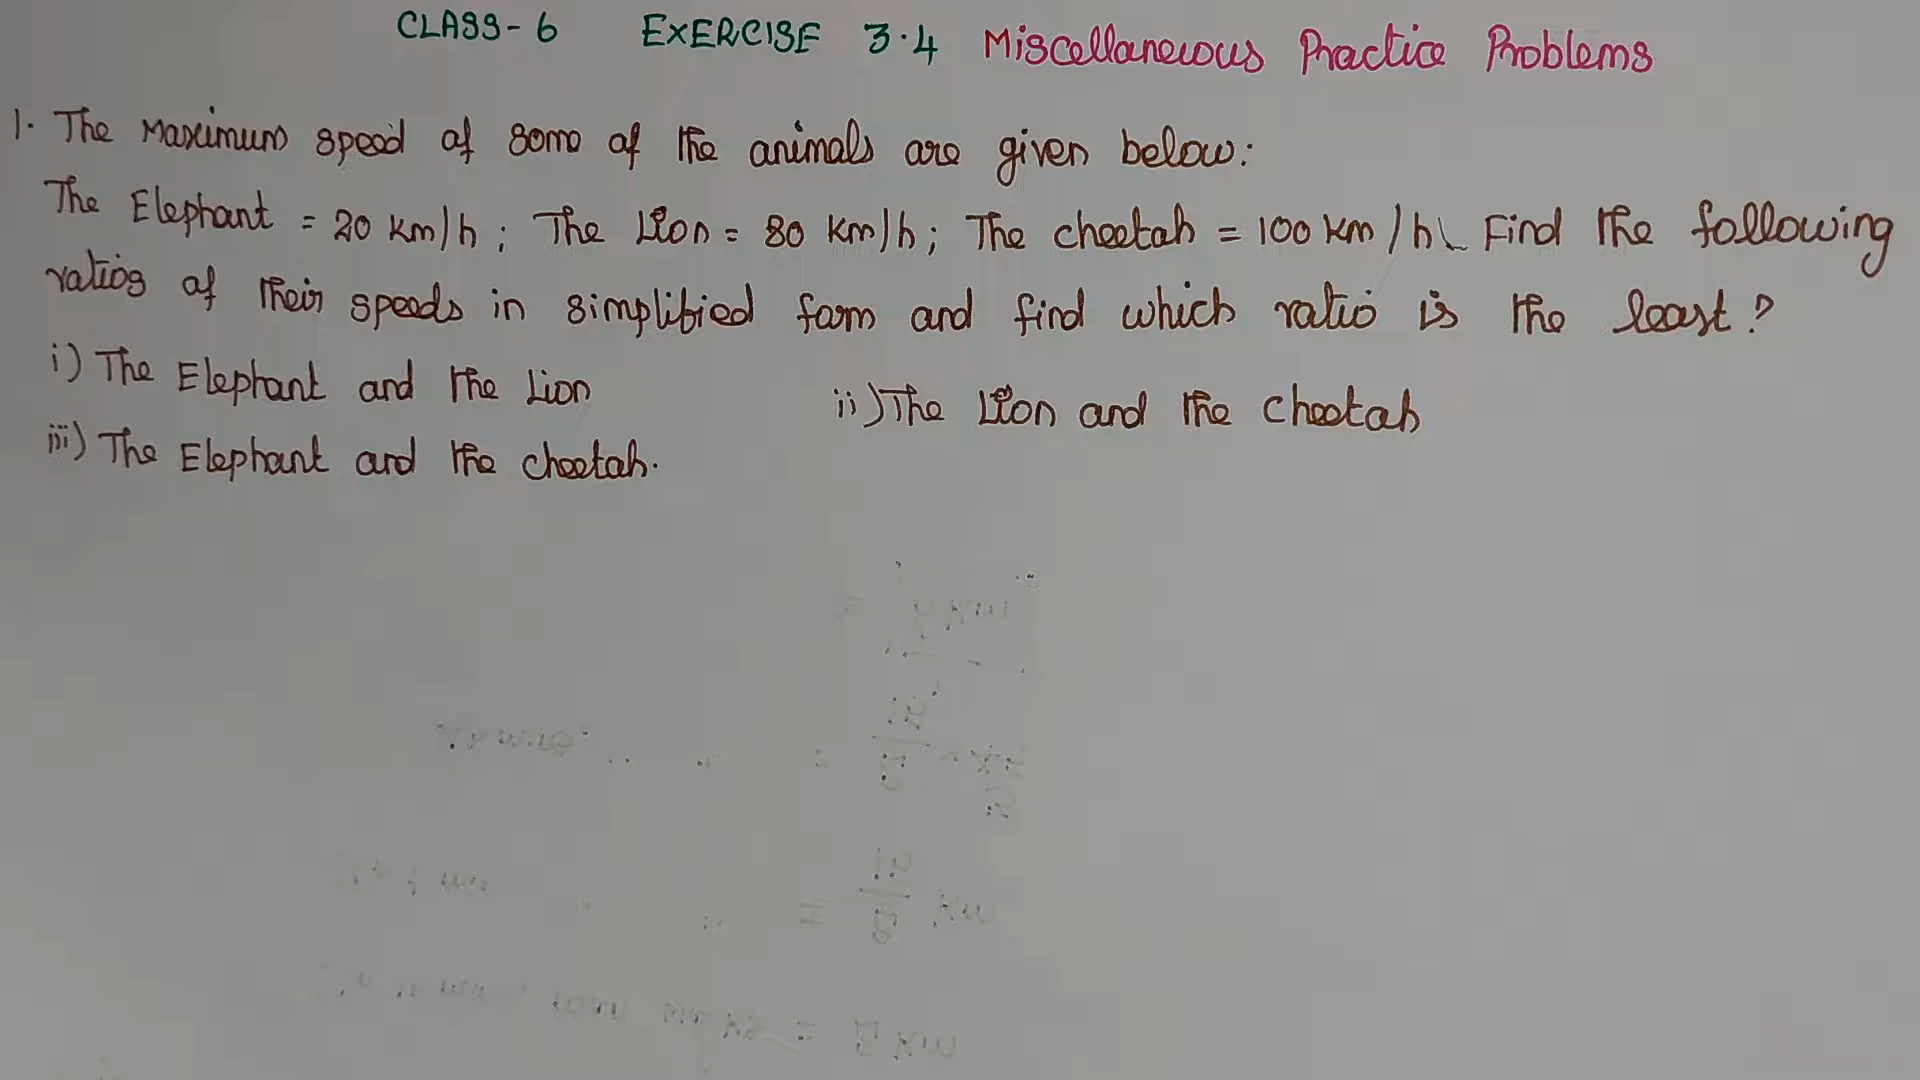 CLASS-6 EXERCISE 3.4 Miscellaneous Practice Problems
1. The Maximum speed of some of the animals are given below:
The Elephant = 20 km/h; The Lion = 80 km/h; The cheetah = 100 km/h Find the following
ratios of their speeds in simplified form and find which ratio is the least?
i) The Elephant and the Lion ii) The Lion and the cheetah
iii) The Elephant and the cheetah.